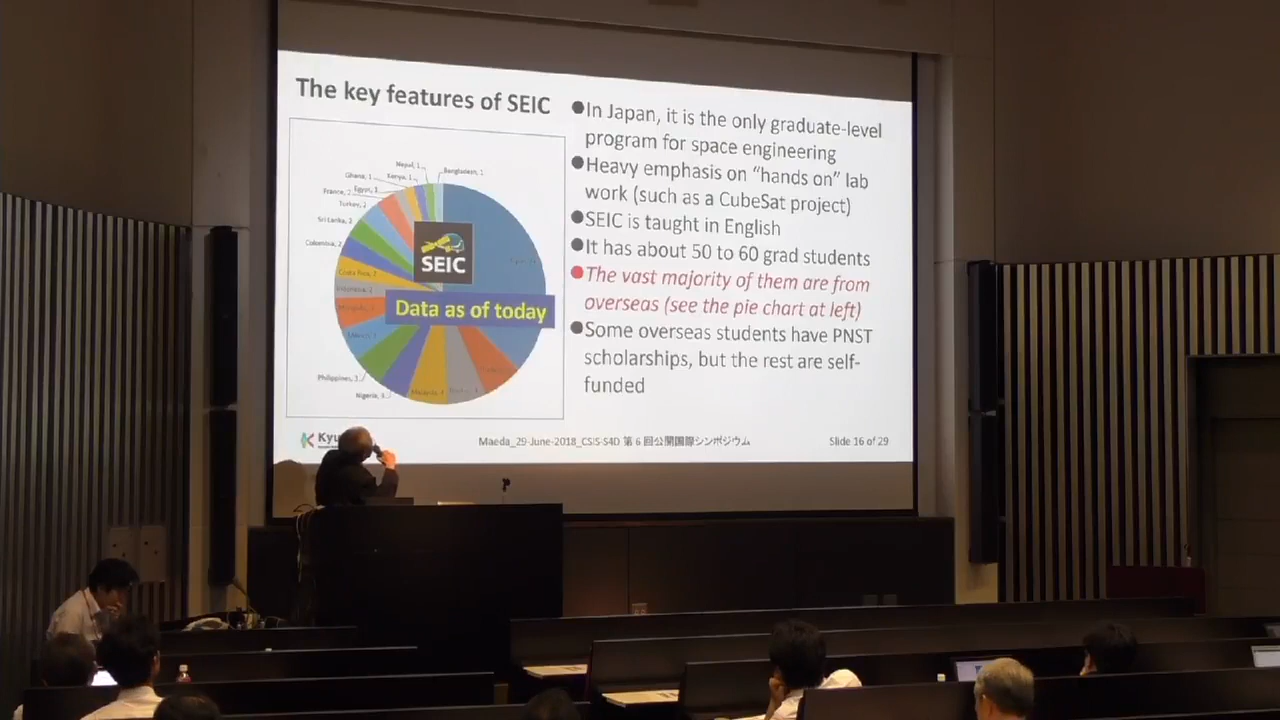 The key features of SEIC
●In Japan, it is the only graduate-level
program for space engineering
●Heavy emphasis on “hands on” lab
work (such as a CubeSat project)
●SEIC is taught in English
●It has about 50 to 60 grad students
●The vast majority of them are from
overseas (see the pie chart at left)
●Some overseas students have PNST
scholarships, but the rest are self-
funded
Nepal, 1
Bangladesh, 1
Ghana, 1
Kenya, 1
Egypt, 1
France, 2
Turkey, 2
Sri Lanka, 2
Colombia, 2
Costa Rica, 2
Philippines, 3
Nigeria, 3
SEIC
Data as of today
Kyu
Maeda_29-June-2018_CSIS-S4D 第 6 回公開国際シンポジウム
Slide 16 of 29